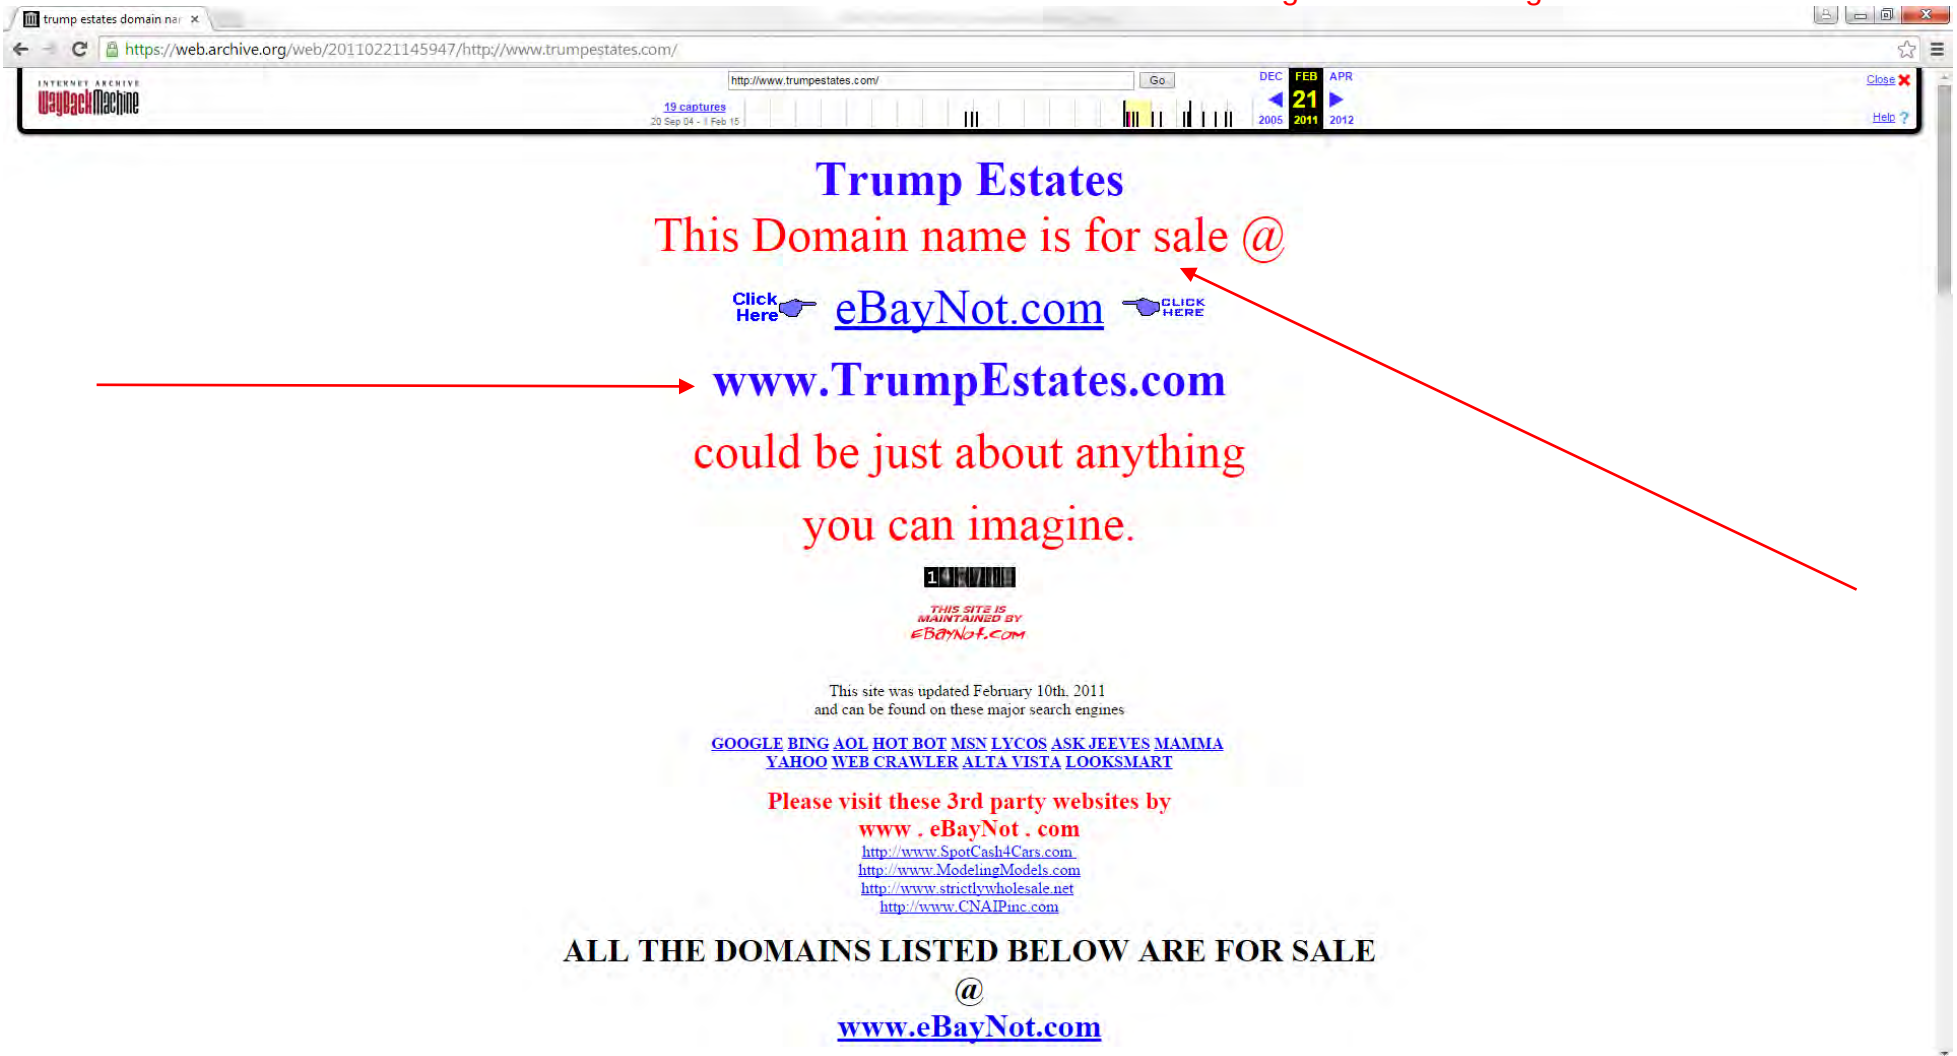 trump estates domain nar
https://web.archive.org/web/20110221145947/http://www.trumpestates.com/
INTERNET ARCHIVE
WayBackMachine
http://www.trumpestates.com/
Go
DEC FEB APR
Close
19 captures
21
20 Sep 04 - 1 Feb 15
2005 2011 2012
Help ?
Trump Estates
This Domain name is for sale @
Click Here
eBayNot.com
CLICK HERE
www.TrumpEstates.com
could be just about anything
you can imagine.
1
THIS SITE IS
MAINTAINED BY
eBayNot.com
This site was updated February 10th, 2011
and can be found on these major search engines
GOOGLE BING AOL HOT BOT MSN LYCOS ASK JEEVES MAMMA
YAHOO WEB CRAWLER ALTA VISTA LOOKSMART
Please visit these 3rd party websites by
www . eBayNot . com
http://www.SpotCash4Cars.com
http://www.ModelingModels.com
http://www.strictlywholesale.net
http://www.CNAIPinc.com
ALL THE DOMAINS LISTED BELOW ARE FOR SALE
@
www.eBayNot.com